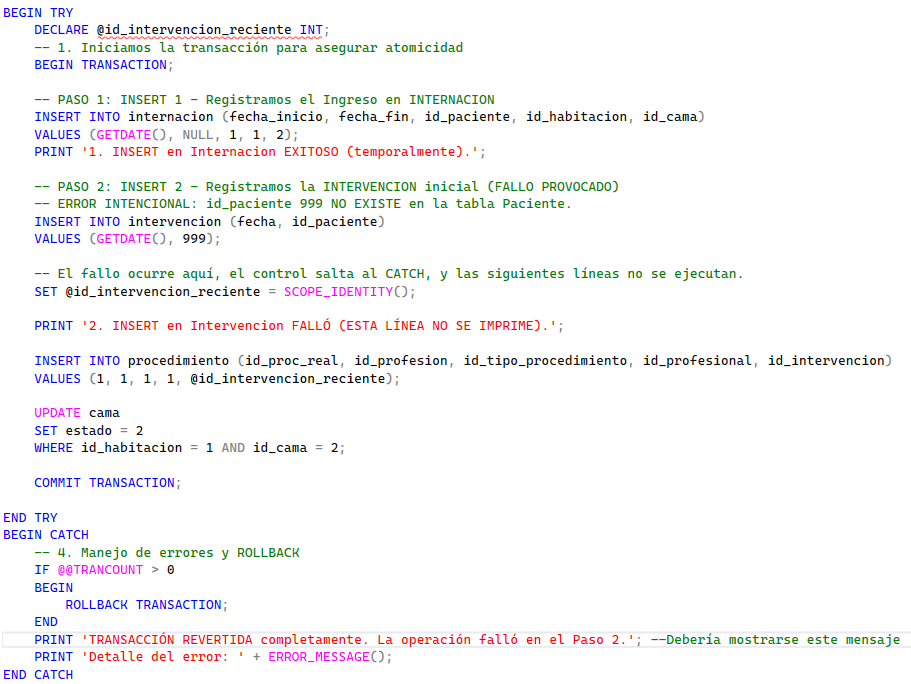 BEGIN TRY
DECLARE @id_intervencion_reciente INT;
-- 1. Iniciamos la transacción para asegurar atomicidad
BEGIN TRANSACTION;
-- PASO 1: INSERT 1 - Registramos el Ingreso en INTERNACION
INSERT INTO internacion (fecha_inicio, fecha_fin, id_paciente, id_habitacion, id_cama)
VALUES (GETDATE(), NULL, 1, 1, 2);
PRINT '1. INSERT en Internacion EXITOSO (temporalmente).';
-- PASO 2: INSERT 2 - Registramos la INTERVENCION inicial (FALLO PROVOCADO)
-- ERROR INTENCIONAL: id_paciente 999 NO EXISTE en la tabla Paciente.
INSERT INTO intervencion (fecha, id_paciente)
VALUES (GETDATE(), 999);
-- El fallo ocurre aquí, el control salta al CATCH, y las siguientes líneas no se ejecutan.
SET @id_intervencion_reciente = SCOPE_IDENTITY();
PRINT '2. INSERT en Intervencion FALLÓ (ESTA LÍNEA NO SE IMPRIME).';
INSERT INTO procedimiento (id_proc_real, id_profesion, id_tipo_procedimiento, id_profesional, id_intervencion)
VALUES (1, 1, 1, 1, @id_intervencion_reciente);
UPDATE cama
SET estado = 2
WHERE id_habitacion = 1 AND id_cama = 2;
COMMIT TRANSACTION;
END TRY
BEGIN CATCH
-- 4. Manejo de errores y ROLLBACK
IF @@TRANCOUNT > 0
BEGIN
ROLLBACK TRANSACTION;
END
PRINT 'TRANSACCIÓN REVERTIDA completamente. La operación falló en el Paso 2.'; --Debería mostrarse este mensaje
PRINT 'Detalle del error: ' + ERROR_MESSAGE();
END CATCH